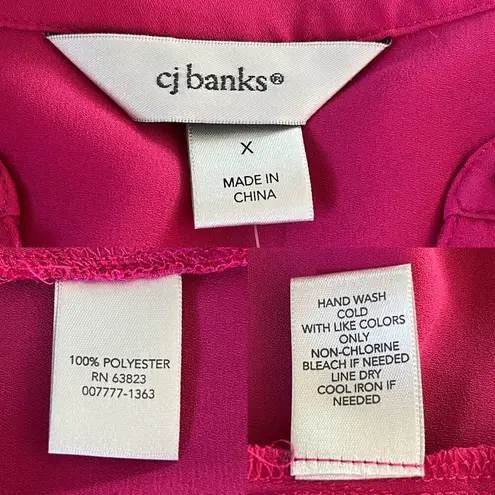 cj banks®
X
MADE IN
CHINA
100% POLYESTER
RN 63823
007777-1363
HAND WASH
COLD
WITH LIKE COLORS
ONLY
NON-CHLORINE
BLEACH IF NEEDED
LINE DRY
COOL IRON IF
NEEDED